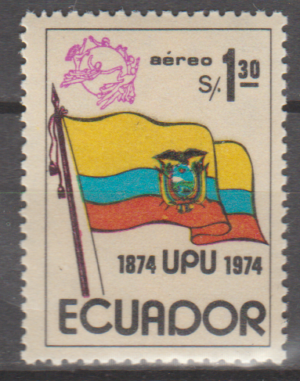 aéreo
S/. 1.30
1874 UPU 1974
ECUADOR